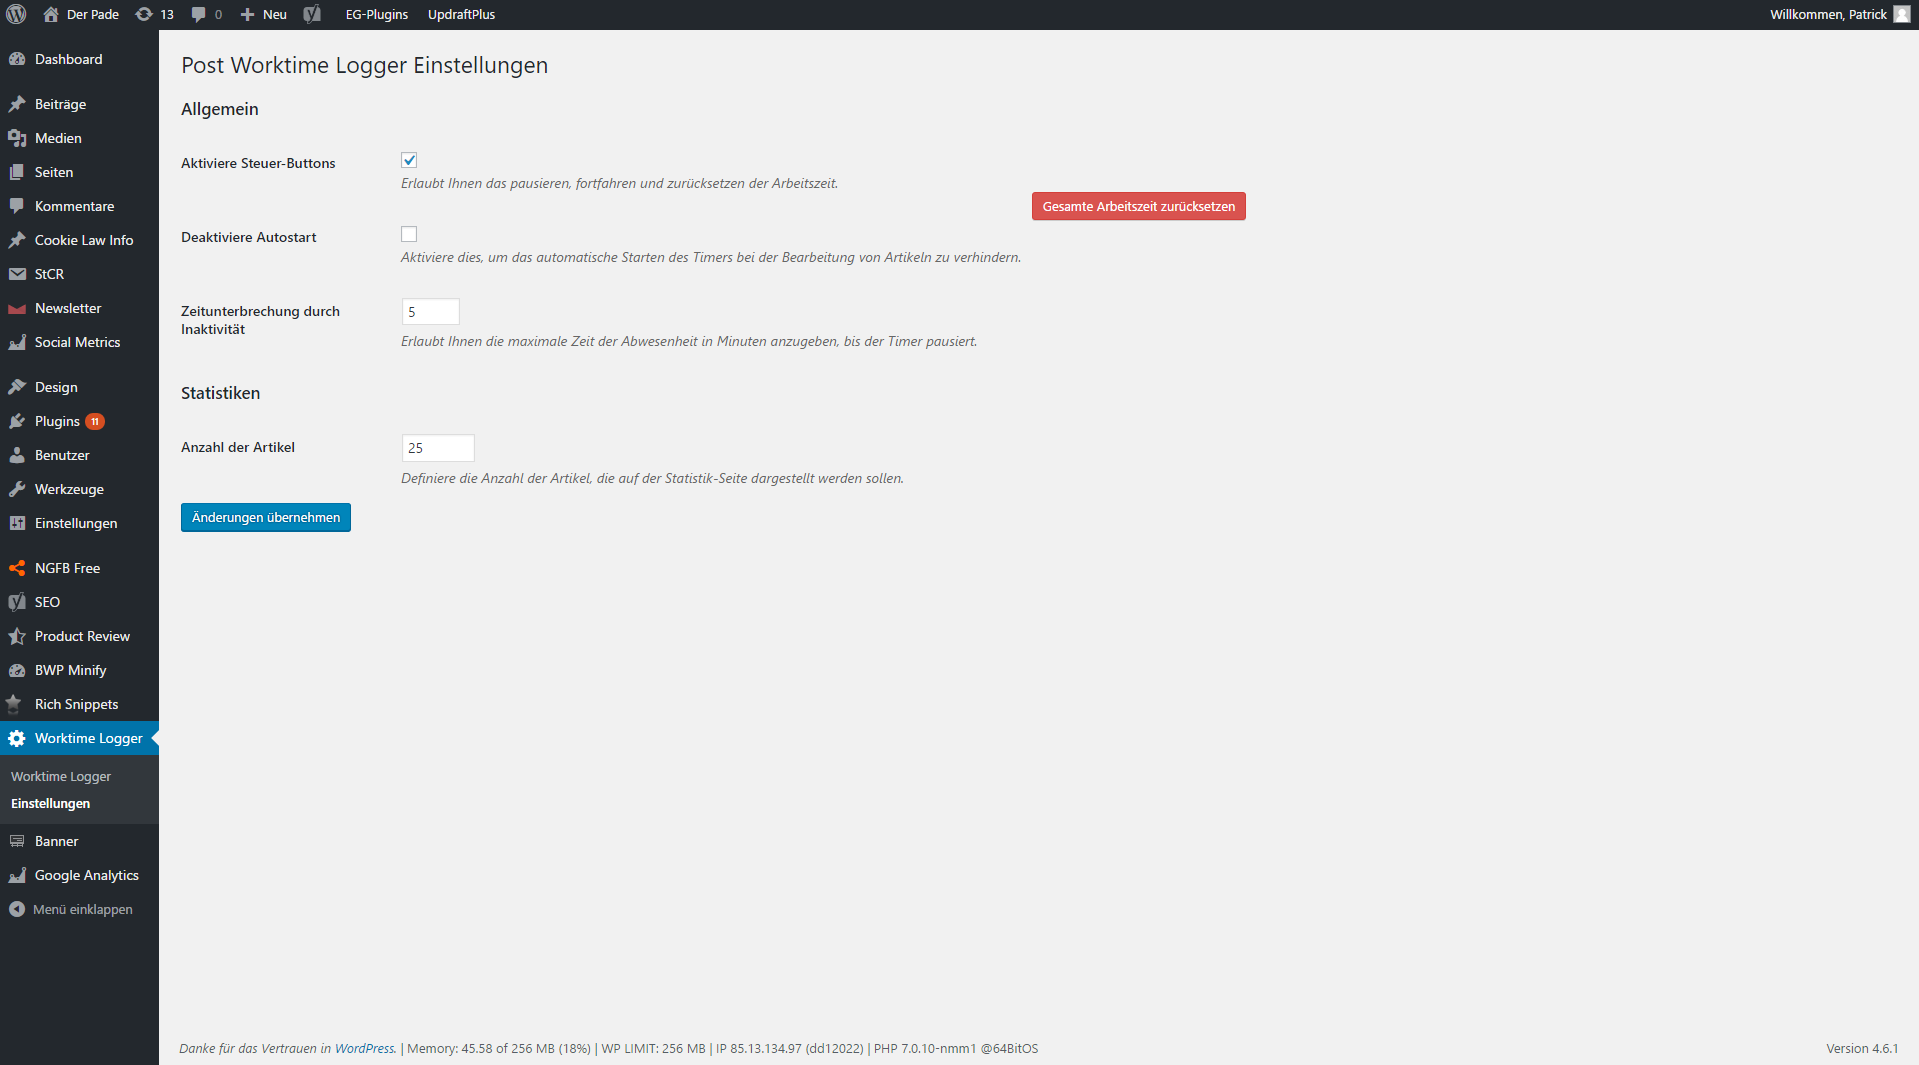 Der Pade 13 0 Neu EG-Plugins UpdraftPlus Willkommen, Patrick
Dashboard
Beiträge
Medien
Seiten
Kommentare
Cookie Law Info
StCR
Newsletter
Social Metrics
Design
Plugins 11
Benutzer
Werkzeuge
Einstellungen
NGFB Free
SEO
Product Review
BWP Minify
Rich Snippets
Worktime Logger
Worktime Logger
Einstellungen
Banner
Google Analytics
Menü einklappen
Post Worktime Logger Einstellungen
Allgemein
Aktiviere Steuer-Buttons
Erlaubt Ihnen das pausieren, fortfahren und zurücksetzen der Arbeitszeit.
Gesamte Arbeitszeit zurücksetzen
Deaktiviere Autostart
Aktiviere dies, um das automatische Starten des Timers bei der Bearbeitung von Artikeln zu verhindern.
Zeitunterbrechung durch
Inaktivität
5
Erlaubt Ihnen die maximale Zeit der Abwesenheit in Minuten anzugeben, bis der Timer pausiert.
Statistiken
Anzahl der Artikel
25
Definiere die Anzahl der Artikel, die auf der Statistik-Seite dargestellt werden sollen.
Änderungen übernehmen
Danke für das Vertrauen in WordPress. | Memory: 45.58 of 256 MB (18%) | WP LIMIT: 256 MB | IP 85.13.134.97 (dd12022) | PHP 7.0.10-nmm1 @64BitOS
Version 4.6.1